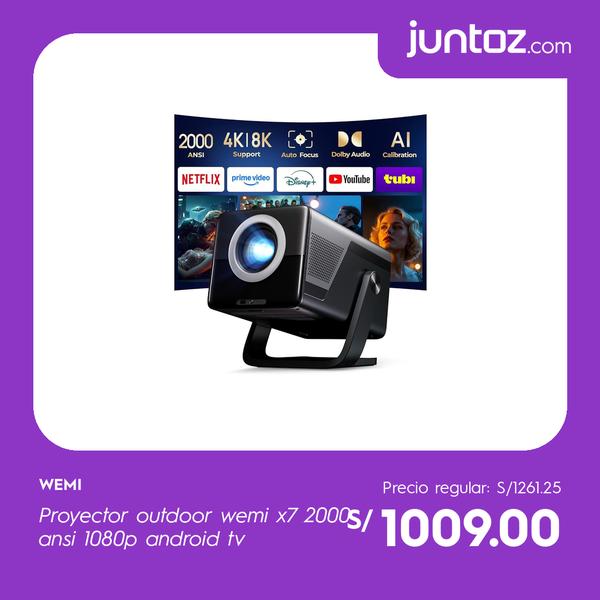 juntoz.com
2000 4K|8K AI
ANSI Support Auto Focus Dolby Audio Calibration
NETFLIX prime video Disney+ YouTube tubi
WEMI
Precio regular: S/1261.25
Proyector outdoor wemi x7 2000
ansi 1080p android tv
S/ 1009.00